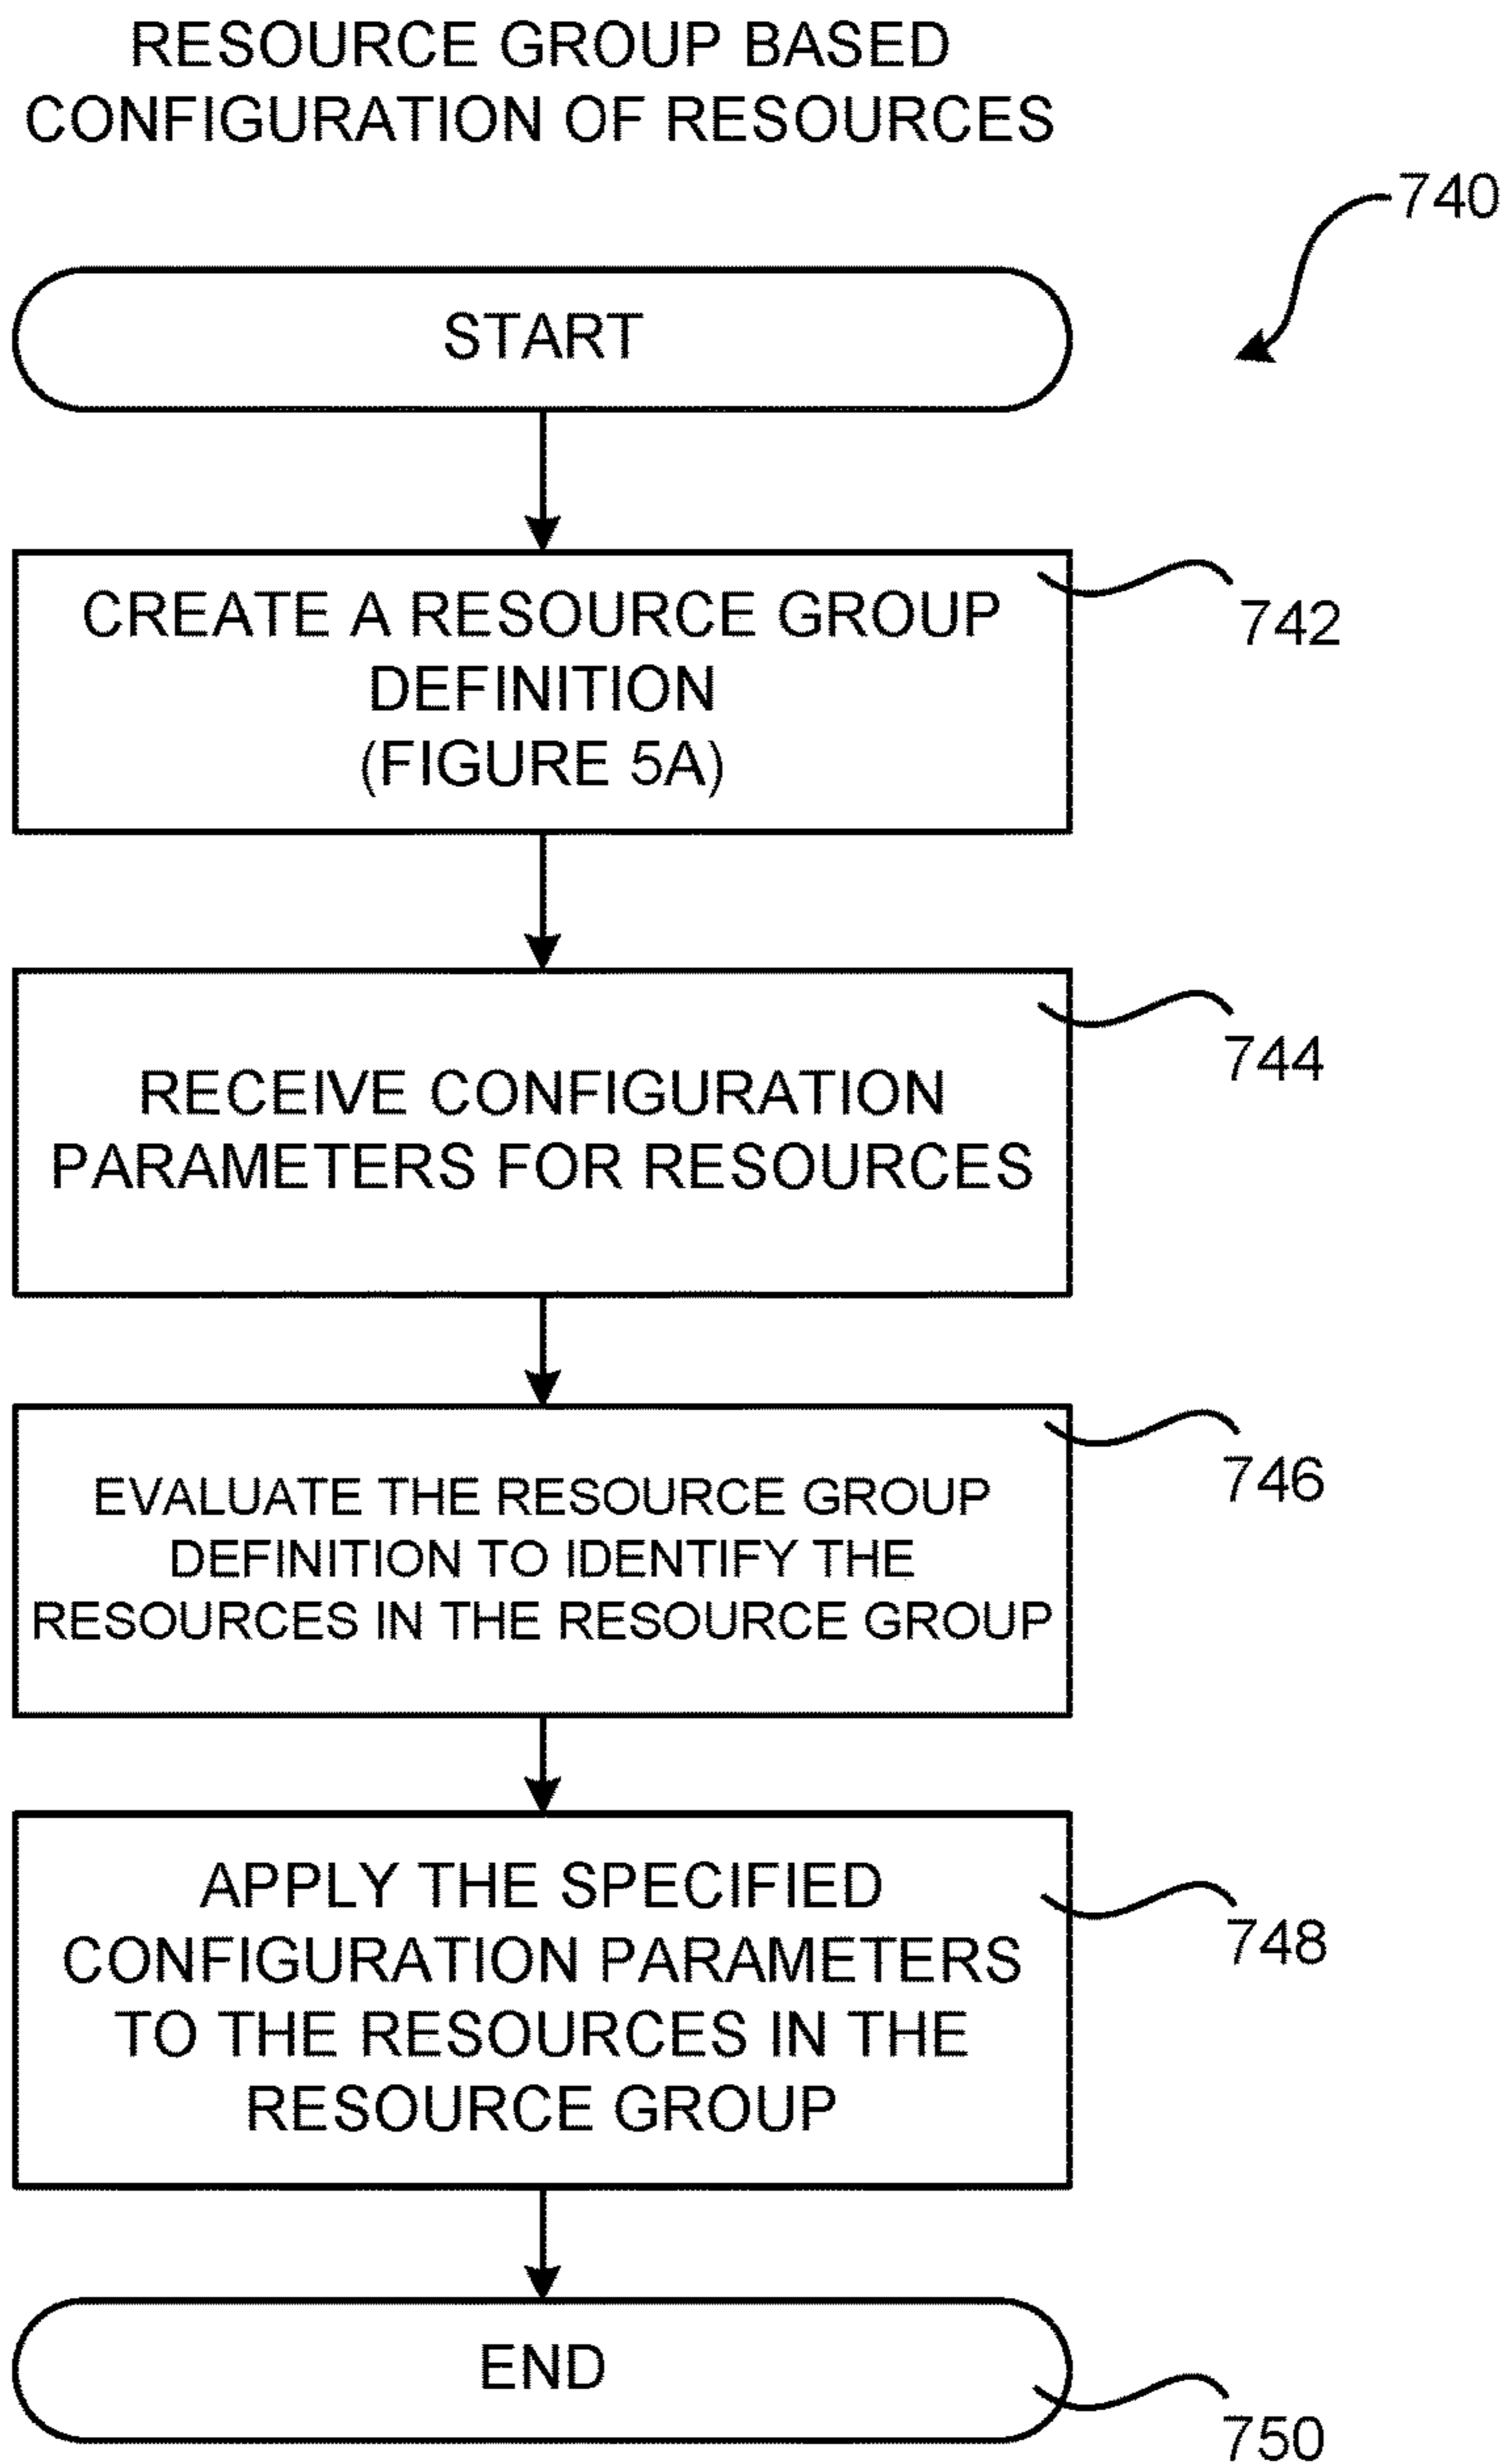 RESOURCE GROUP BASED
CONFIGURATION OF RESOURCES
740
START
CREATE A RESOURCE GROUP
DEFINITION
(FIGURE 5A)
742
RECEIVE CONFIGURATION
PARAMETERS FOR RESOURCES
744
EVALUATE THE RESOURCE GROUP
DEFINITION TO IDENTIFY THE
RESOURCES IN THE RESOURCE GROUP
746
APPLY THE SPECIFIED
CONFIGURATION PARAMETERS
TO THE RESOURCES IN THE
RESOURCE GROUP
748
END
750